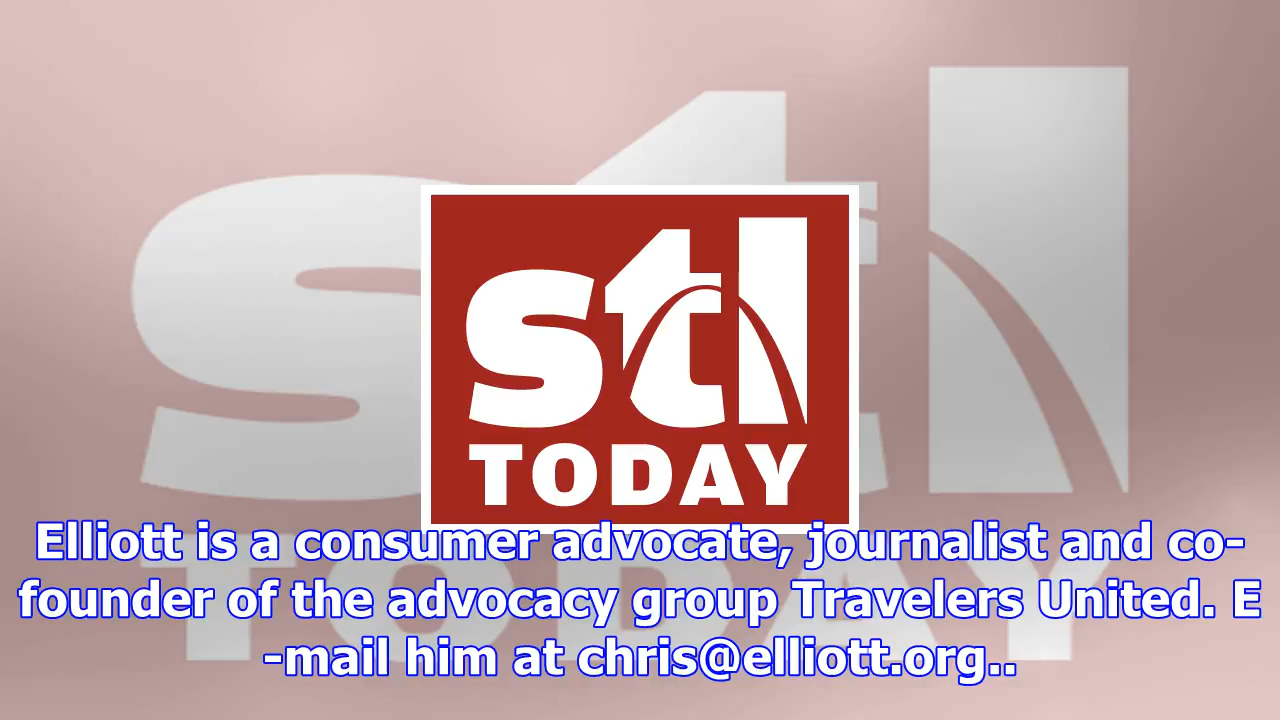 stl
TODAY
Elliott is a consumer advocate, journalist and co-
founder of the advocacy group Travelers United. E
-mail him at chris@elliott.org..